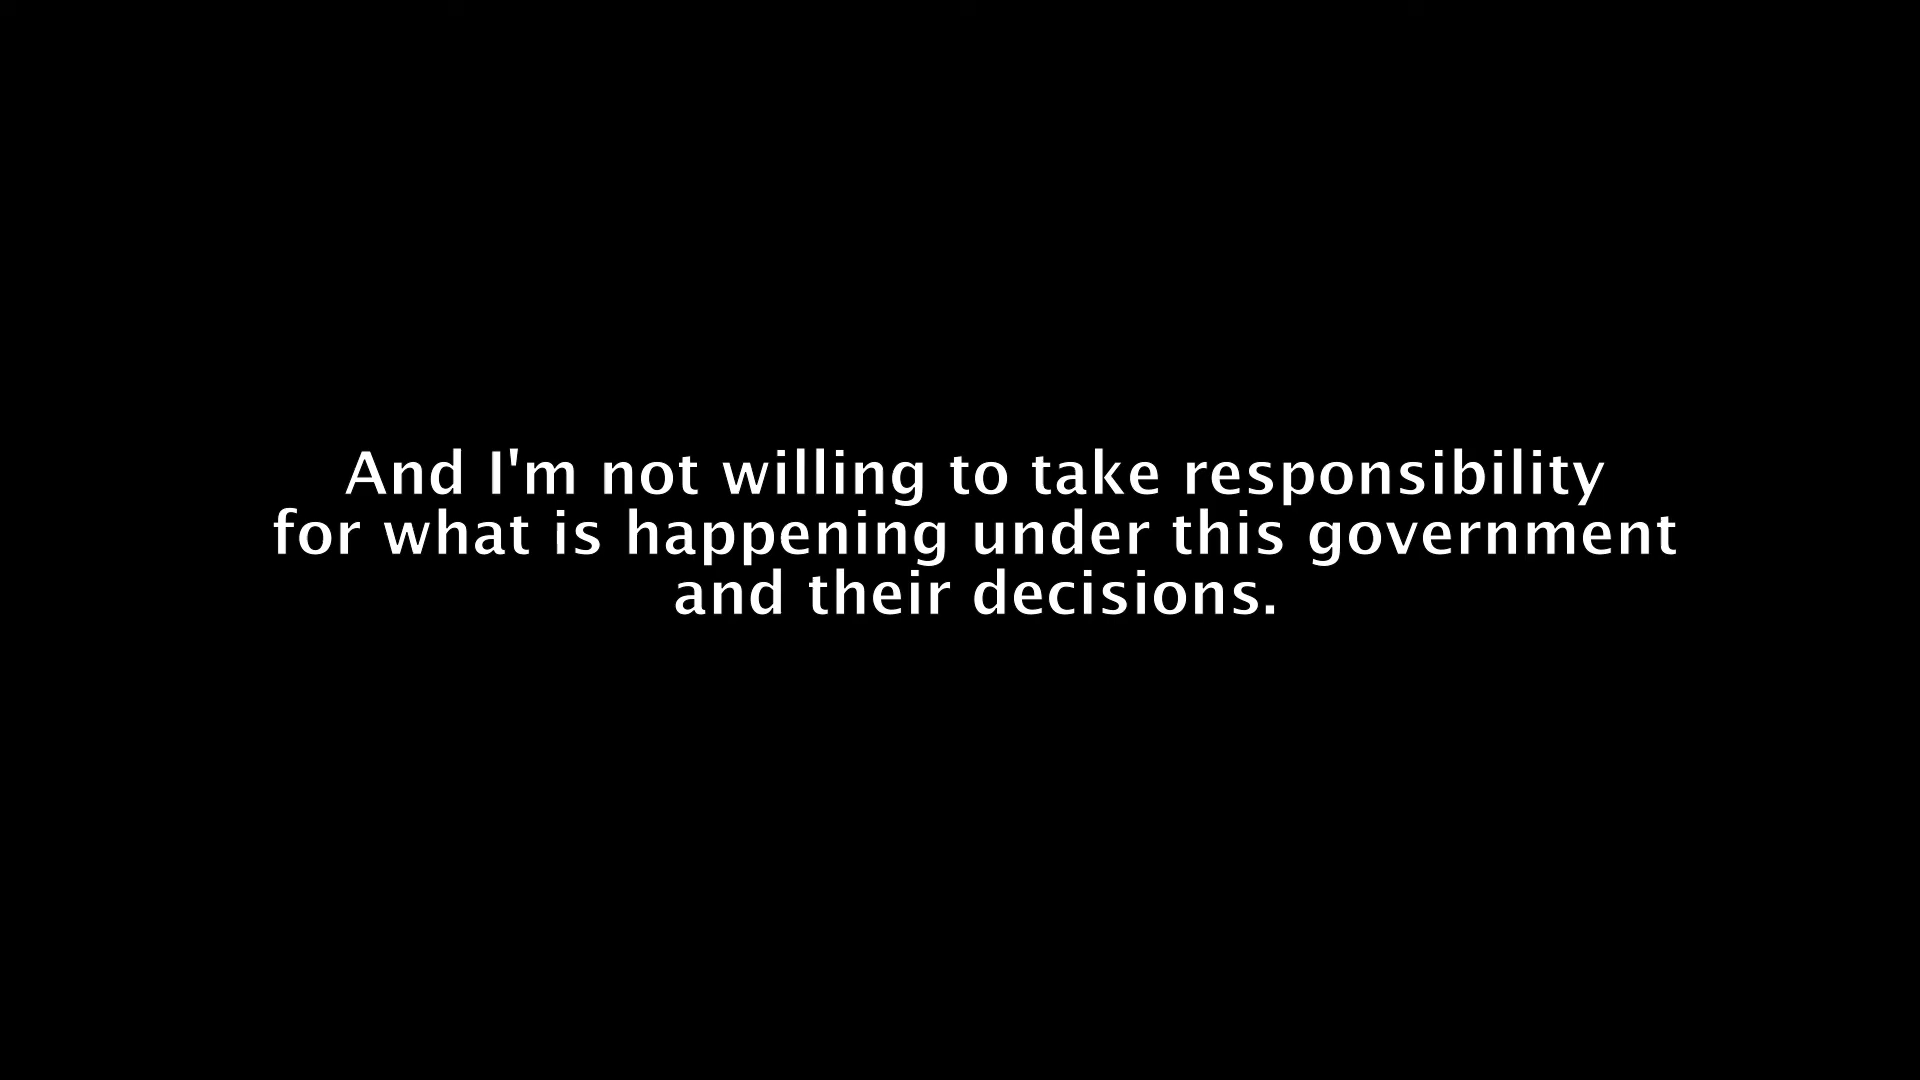 And I'm not willing to take responsibility
for what is happening under this government
and their decisions.